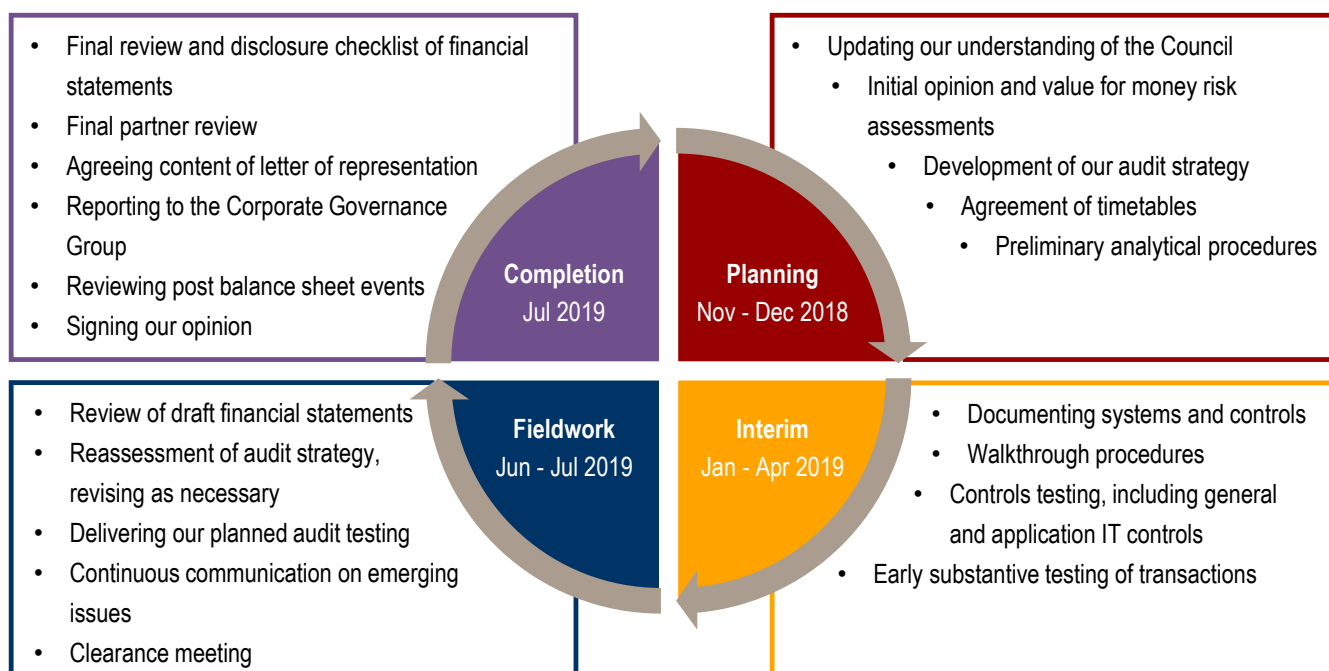 • Final review and disclosure checklist of financial
statements
• Final partner review
• Agreeing content of letter of representation
• Reporting to the Corporate Governance
Group
• Reviewing post balance sheet events
• Signing our opinion
Completion
Jul 2019
• Updating our understanding of the Council
• Initial opinion and value for money risk
assessments
• Development of our audit strategy
• Agreement of timetables
• Preliminary analytical procedures
Planning
Nov - Dec 2018
• Review of draft financial statements
• Reassessment of audit strategy,
revising as necessary
• Delivering our planned audit testing
• Continuous communication on emerging
issues
• Clearance meeting
Fieldwork
Jun - Jul 2019
Interim
Jan - Apr 2019
• Documenting systems and controls
• Walkthrough procedures
• Controls testing, including general
and application IT controls
• Early substantive testing of transactions